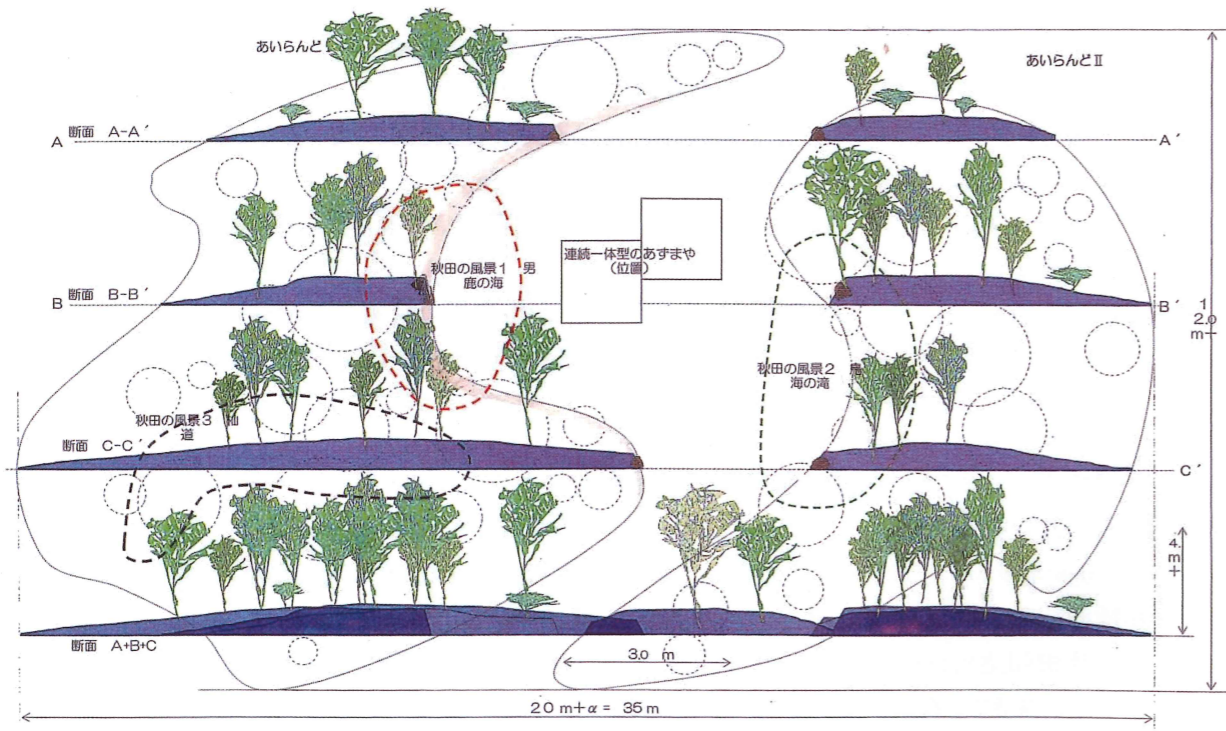 あいらんど
あいらんどⅡ
断面 A-A´
A
A´
秋田の風景1 男
鹿の海
連続一体型のあずまや
(位置)
断面 B-B´
B
B´
1
2.0
m+
秋田の風景2 鳥
海の滝
秋田の風景3 仙
道
断面 C-C´
C´
4
m+
断面 A+B+C
3.0 m
20m+α= 35m